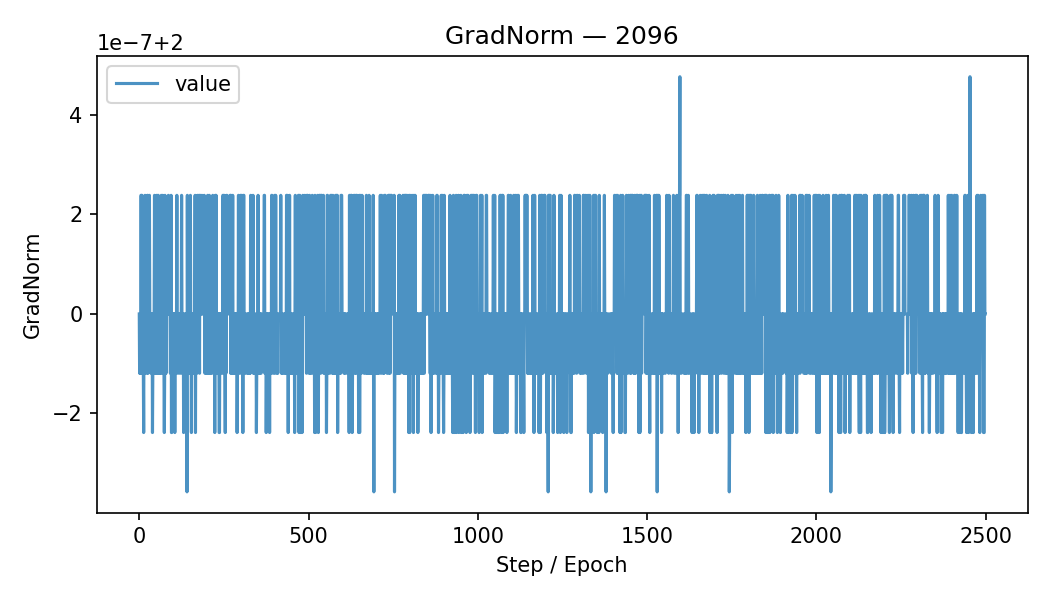 GradNorm — 2096
1e−7+2
value
4
2
0
−2
GradNorm
0 500 1000 1500 2000 2500
Step / Epoch